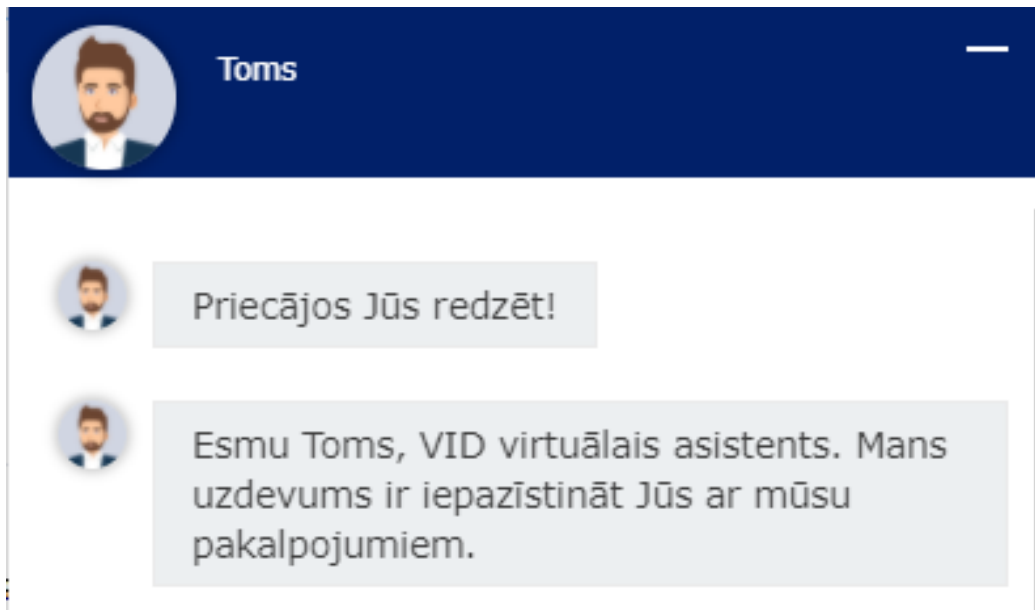 Toms
Priecājos Jūs redzēt!
Esmu Toms, VID virtuālais asistents. Mans
uzdevums ir iepazīstināt Jūs ar mūsu
pakalpojumiem.